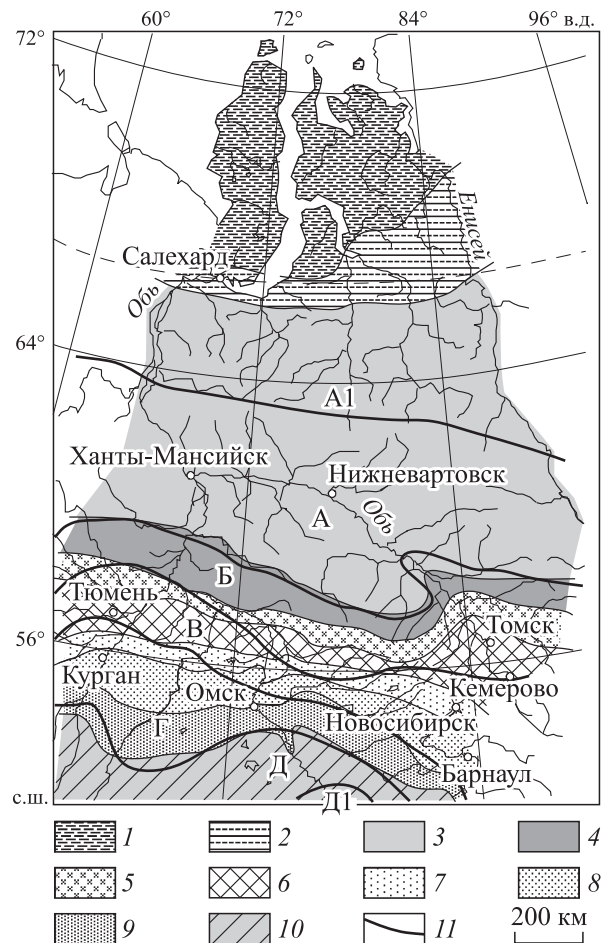 60° 72° 84° 96° в.д.
72°
Енисей
Салехард
Обь
64°
А1
Ханты-Мансийск
Нижневартовск
А
Обь
Б
Тюмень
В
Томск
56°
Курган
Кемерово
Омск
Новосибирск
Г
Д
Барнаул
с.ш.
Д1
1 2 3 4
5 6 7 8
9 10 11 200 км